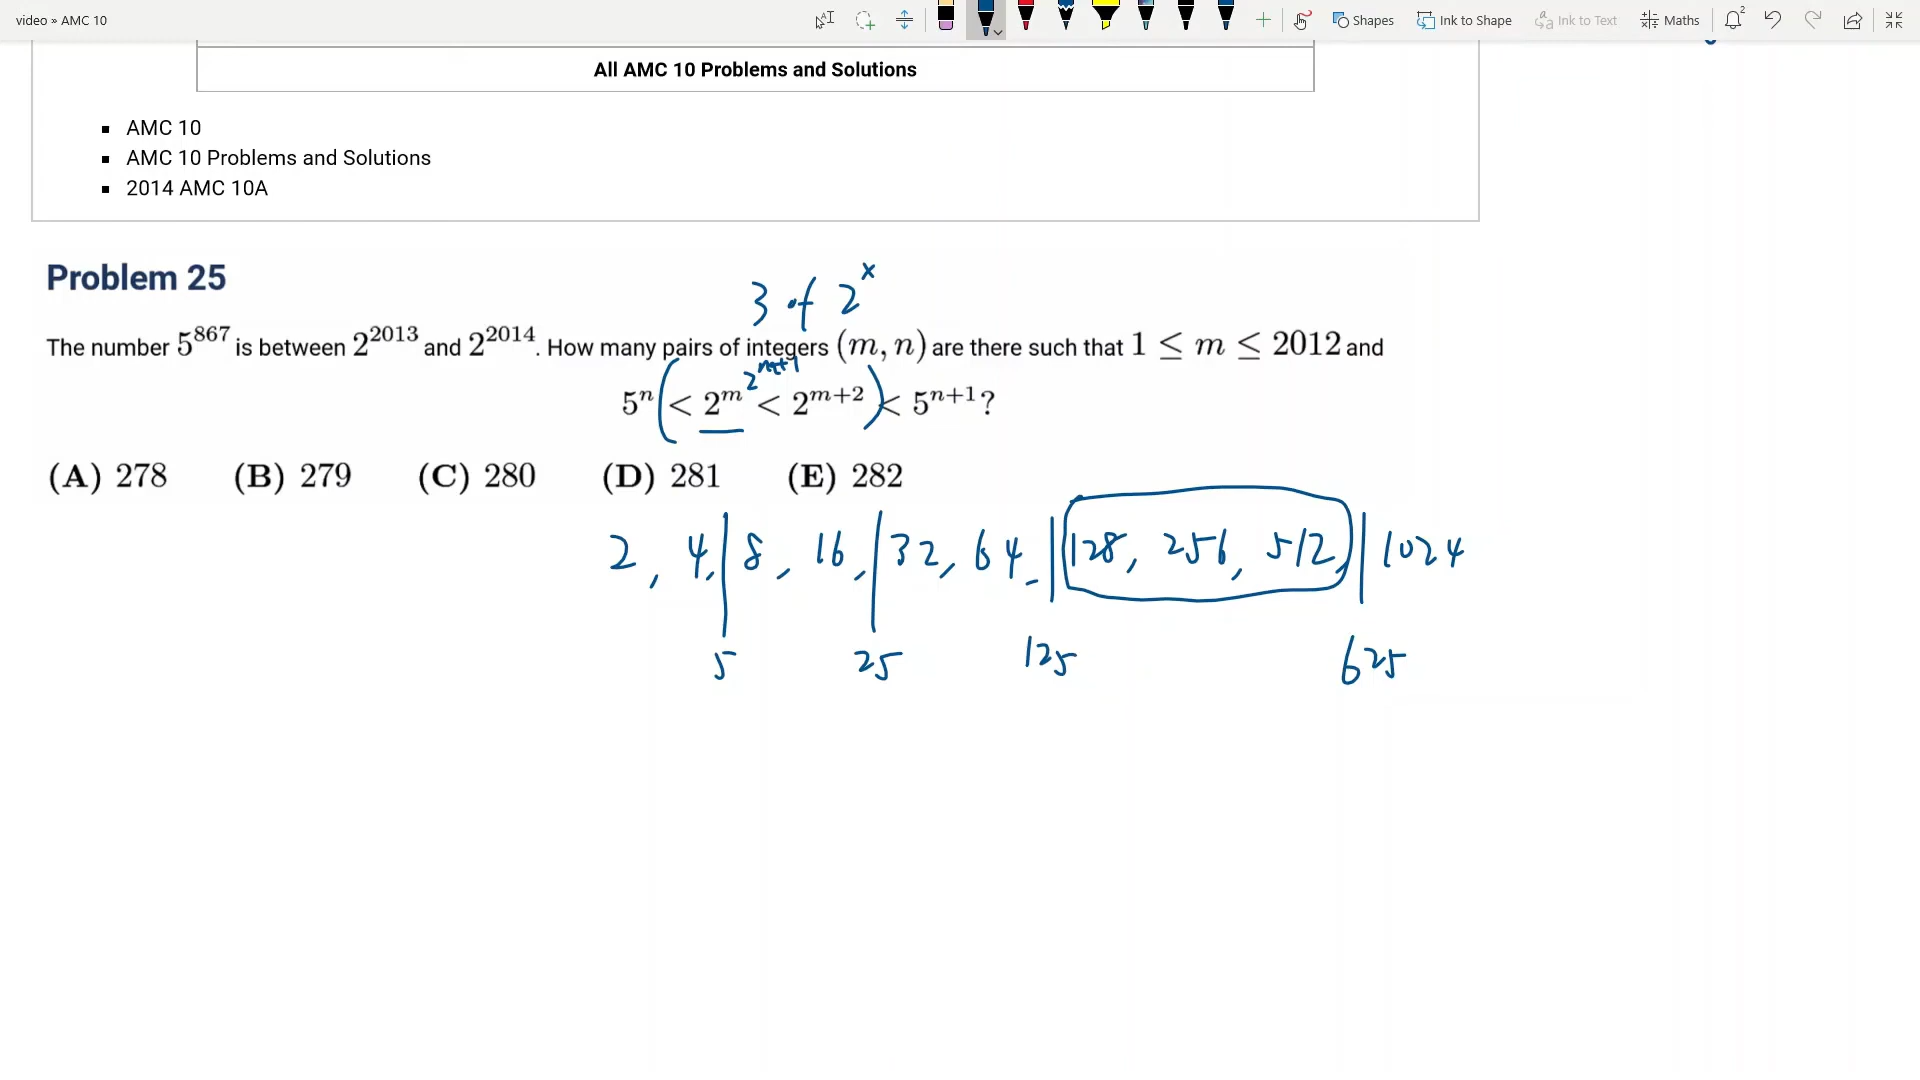 video » AMC 10
Shapes Ink to Shape Ink to Text Maths 2
All AMC 10 Problems and Solutions
▪ AMC 10
▪ AMC 10 Problems and Solutions
▪ 2014 AMC 10A
Problem 25
3 of 2^x
The number 5^867 is between 2^2013 and 2^2014. How many pairs of integers (m, n) are there such that 1 ≤ m ≤ 2012 and
2^m+1
5^n ( < 2^m < 2^m+2 ) < 5^n+1?
(A) 278 (B) 279 (C) 280 (D) 281 (E) 282
2, 4, | 8, 16, | 32, 64, | 128, 256, 512, | 1024
5 25 125 625